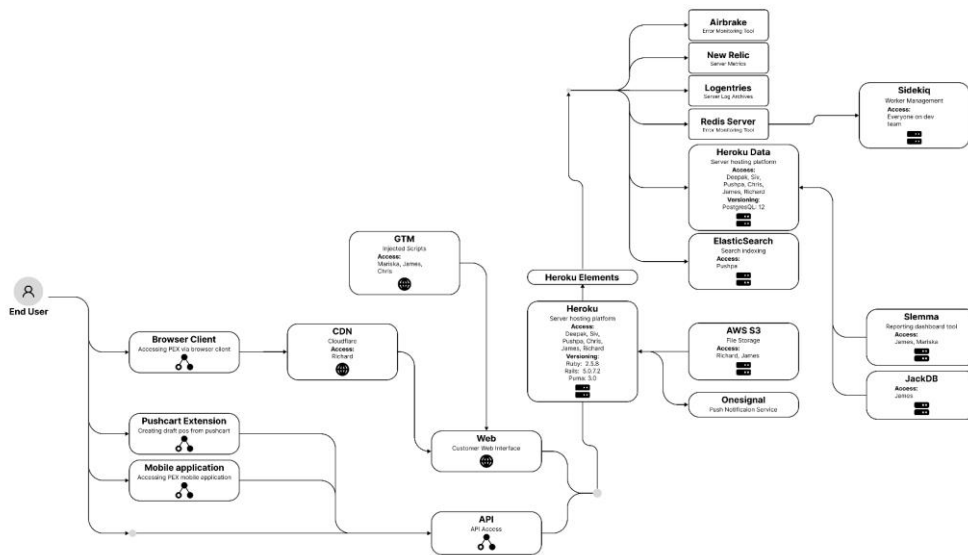 Airbrake
Error Monitoring Tool
New Relic
Server Metrics
Logentries
Server Log Archives
Redis Server
Error Monitoring Tool
Sidekiq
Worker Management
Access:
Everyone on dev
team
Heroku Data
Server hosting platform
Access:
Deepak, Siv,
Pushpa, Chris,
James, Richard
Versioning:
PostgresQL: 12
ElasticSearch
Search indexing
Access:
Pushpa
GTM
Injected Scripts
Access:
Mariska, James,
Chris
Heroku Elements
End User
Heroku
Server hosting platform
Access:
Deepak, Siv,
Pushpa, Chris,
James, Richard
Versioning:
Ruby: 2.5.8
Rails: 5.0.7.2
Puma: 3.0
Slemma
Reporting dashboard tool
Access:
James, Mariska
Browser Client
Accessing PEX via browser client
CDN
Cloudflare
Access:
Richard
AWS S3
File Storage
Access:
Richard, James
JackDB
Access:
James
Onesignal
Push Notificaion Service
Pushcart Extension
Creating draft pos from pushcart
Web
Customer Web Interface
Mobile application
Accessing PEX mobile application
API
API Access